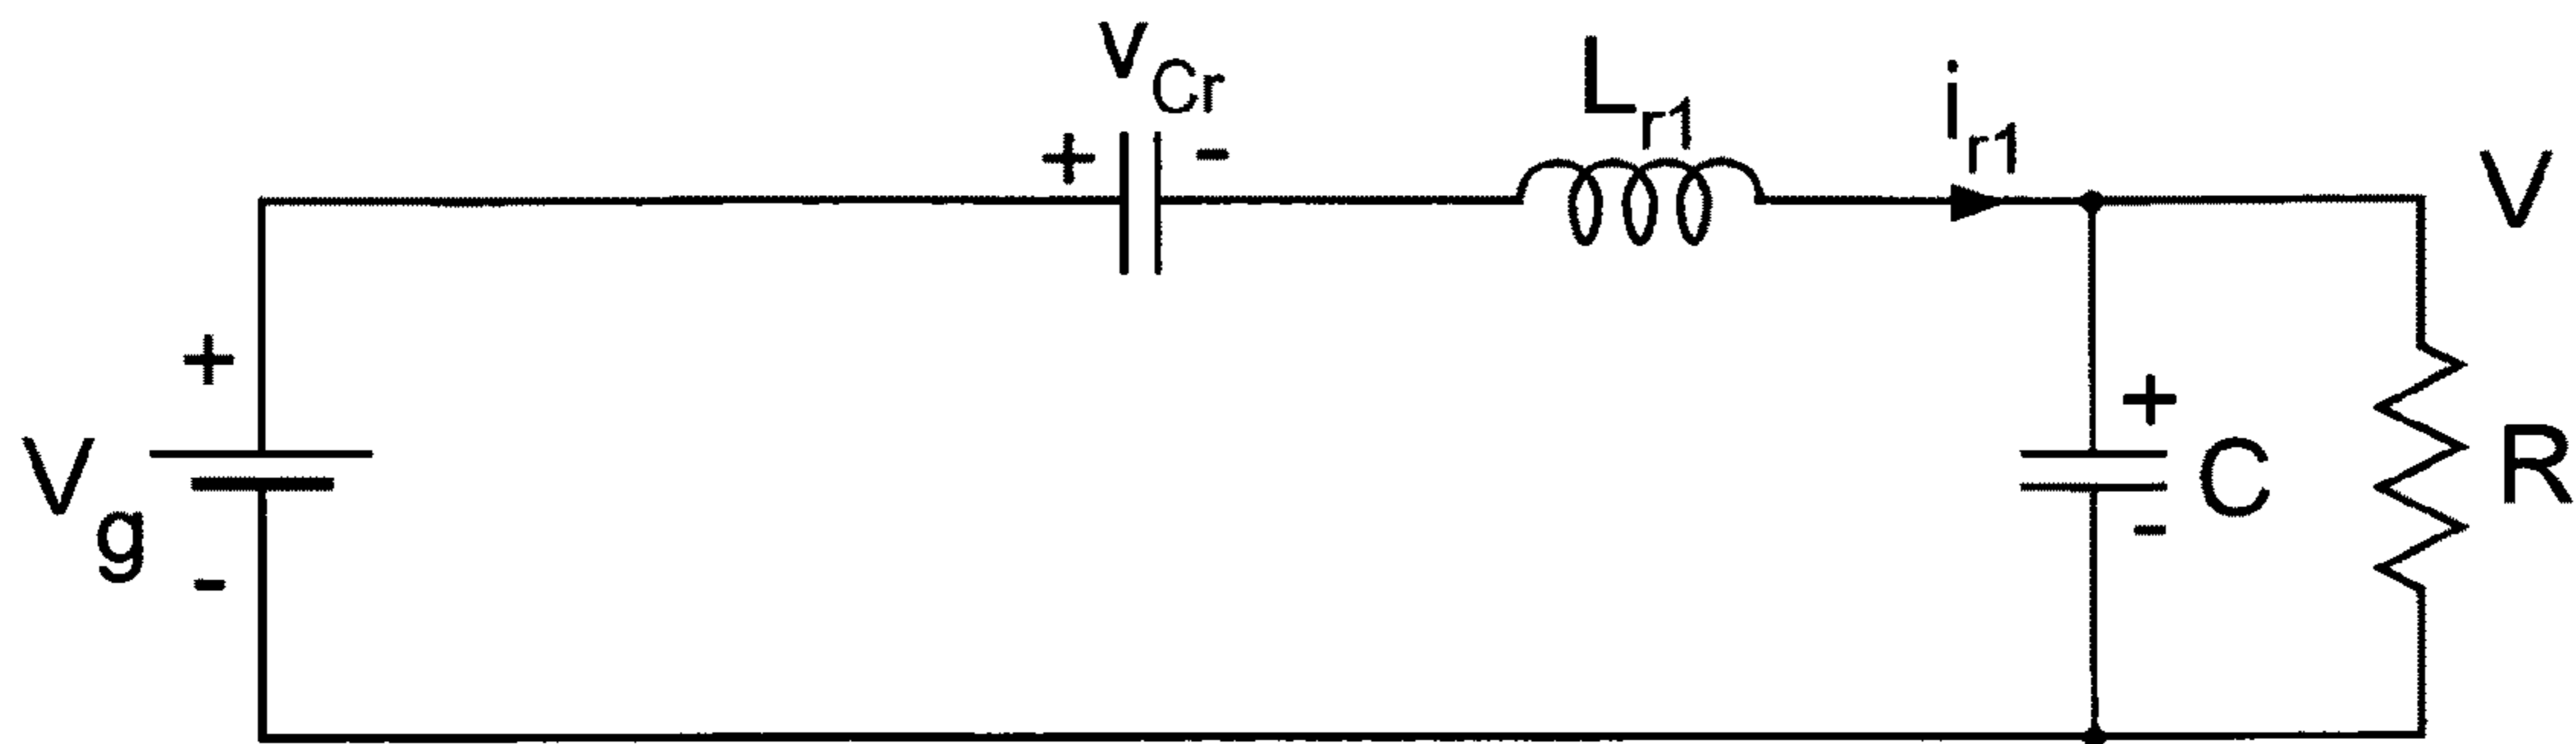 v_Cr
+ -
L_r1
i_r1
V
+
V_g
-
+
C
-
R